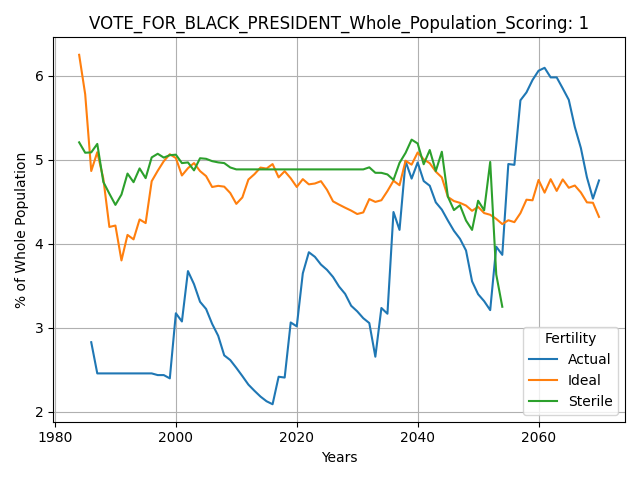 VOTE_FOR_BLACK_PRESIDENT_Whole_Population_Scoring: 1
% of Whole Population
6
5
4
3
2
1980
2000
2020
2040
2060
Years
Fertility
Actual
Ideal
Sterile